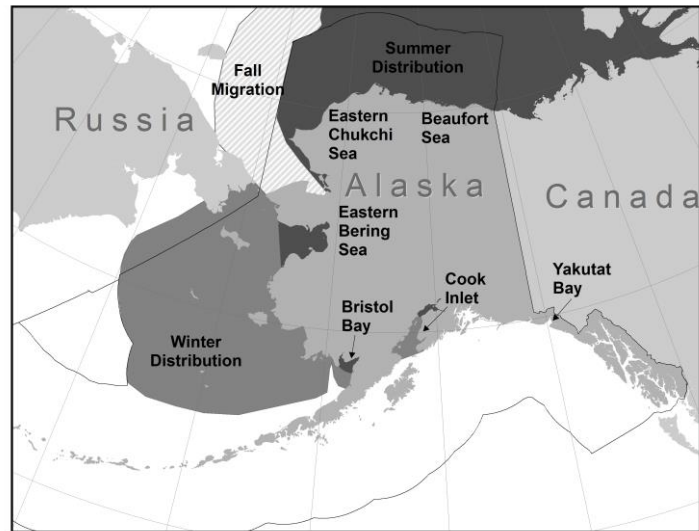 Summer
Distribution
Fall
Migration
Russia
Eastern
Chukchi
Sea
Beaufort
Sea
Alaska
Canada
Eastern
Bering
Sea
Cook
Inlet
Yakutat
Bay
Bristol
Bay
Winter
Distribution